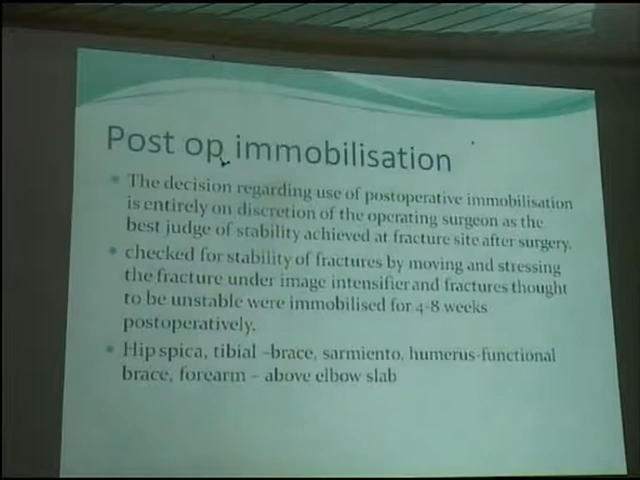 Post op immobilisation
The decision regarding use of postoperative immobilisation
is entirely on discretion of the operating surgeon as the
best judge of stability achieved at fracture site after surgery.
checked for stability of fractures by moving and stressing
the fracture under image intensifier and fractures thought
to be unstable were immobilised for 4-8 weeks
postoperatively.
Hip spica, tibial –brace, sarmiento, humerus-functional
brace, forearm – above elbow slab